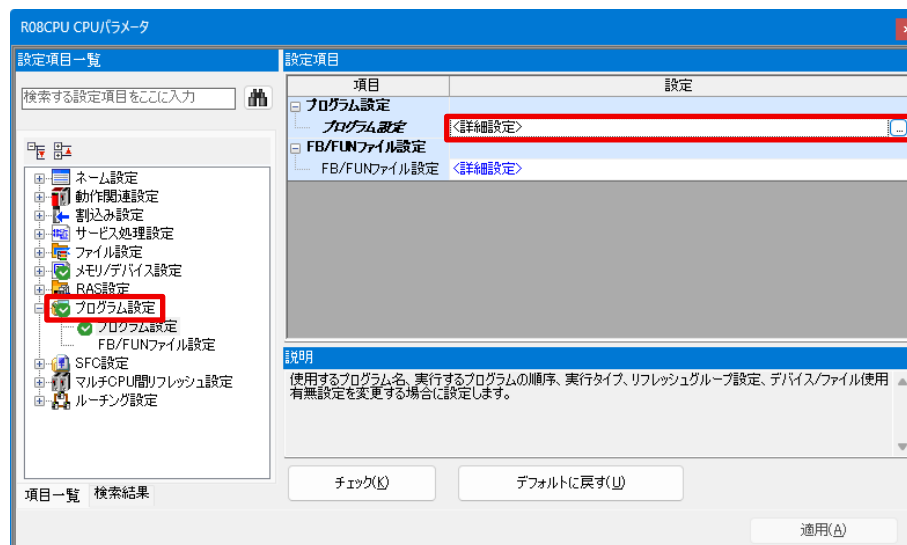 R08CPU CPUパラメータ
設定項目一覧
検索する設定項目をここに入力
ネーム設定
動作関連設定
割込み設定
サービス処理設定
ファイル設定
メモリ/デバイス設定
RAS設定
プログラム設定
プログラム設定
FB/FUNファイル設定
SFC設定
マルチCPU間リフレッシュ設定
ルーチング設定
項目一覧 検索結果
設定項目
項目 設定
プログラム設定
プログラム設定 <詳細設定> ...
FB/FUNファイル設定
FB/FUNファイル設定 <詳細設定>
説明
使用するプログラム名、実行するプログラムの順序、実行タイプ、リフレッシュグループ設定、デバイス/ファイル使用
有無設定を変更する場合に設定します。
チェック(K) デフォルトに戻す(U)
適用(A)